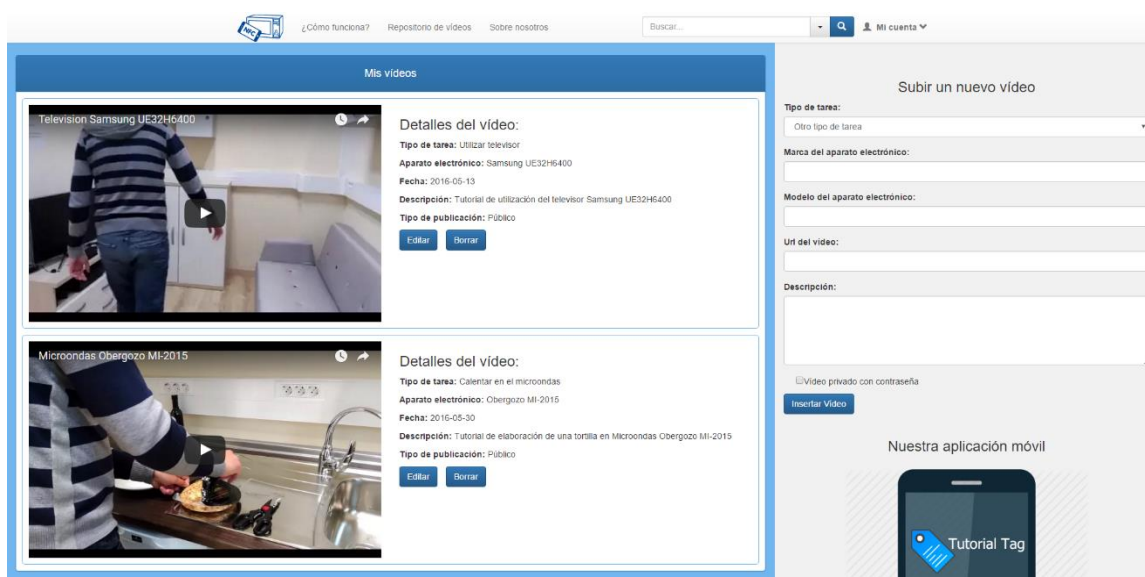 NFC
¿Cómo funciona? Repositorio de vídeos Sobre nosotros Buscar... Mi cuenta
Mis vídeos
Television Samsung UE32H6400
Detalles del vídeo:
Tipo de tarea: Utilizar televisor
Aparato electrónico: Samsung UE32H6400
Fecha: 2016-05-13
Descripción: Tutorial de utilización del televisor Samsung UE32H6400
Tipo de publicación: Público
Editar Borrar
Microondas Obergozo MI-2015
Detalles del vídeo:
Tipo de tarea: Calentar en el microondas
Aparato electrónico: Obergozo MI-2015
Fecha: 2016-05-30
Descripción: Tutorial de elaboración de una tortilla en Microondas Obergozo MI-2015
Tipo de publicación: Público
Editar Borrar
Subir un nuevo vídeo
Tipo de tarea:
Otro tipo de tarea
Marca del aparato electrónico:
Modelo del aparato electrónico:
Url del vídeo:
Descripción:
Vídeo privado con contraseña
Insertar Vídeo
Nuestra aplicación móvil
Tutorial Tag